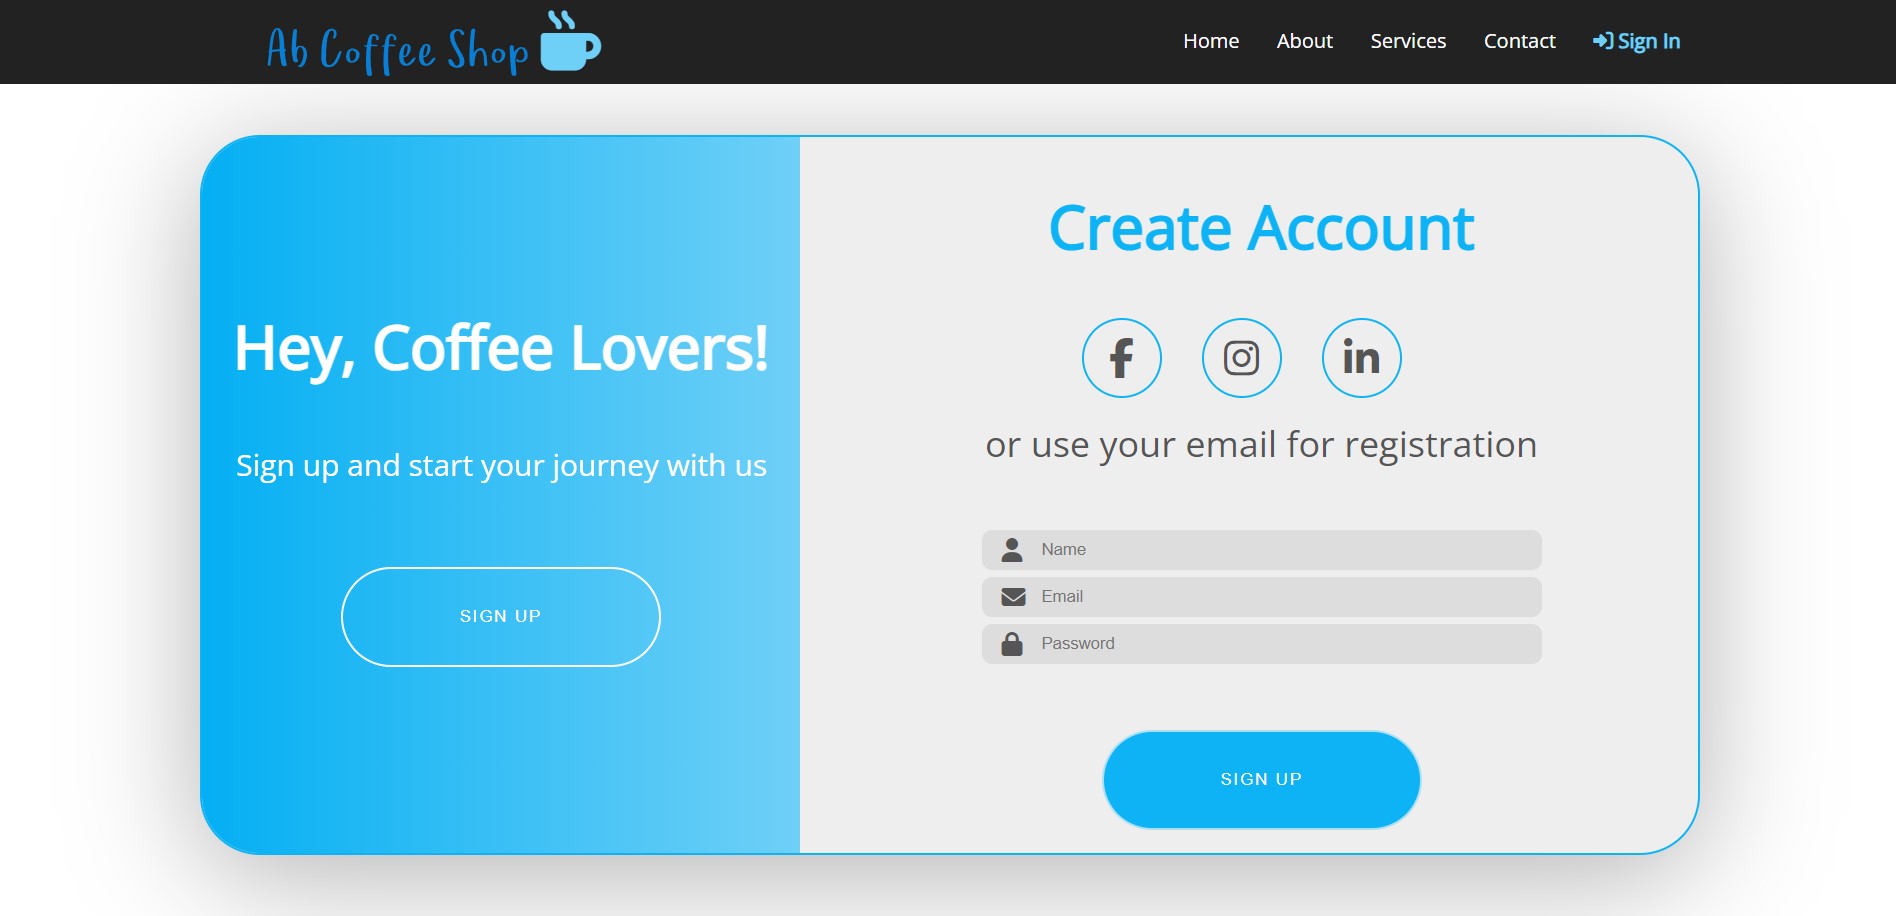 Ab Coffee Shop
Home About Services Contact Sign In
Hey, Coffee Lovers!
Sign up and start your journey with us
SIGN UP
Create Account
f
in
or use your email for registration
Name
Email
Password
SIGN UP